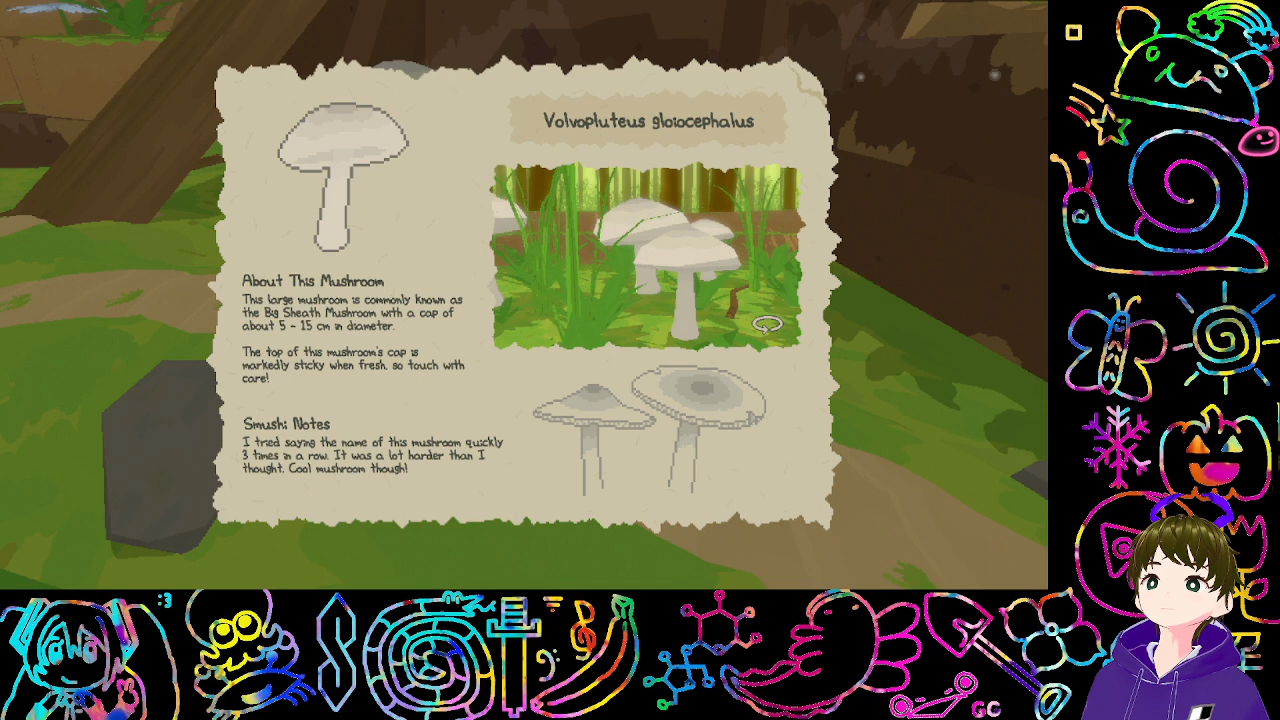 Volvopluteus gloiocephalus
About This Mushroom
This large mushroom is commonly known as
the Big Sheath Mushroom with a cap of
about 5 - 15 cm in diameter.
The top of this mushroom's cap is
markedly sticky when fresh, so touch with
care!
Smush: Notes
I tried saying the name of this mushroom quickly
3 times in a row. It was a lot harder than I
thought. Cool mushroom though!
:3
GC